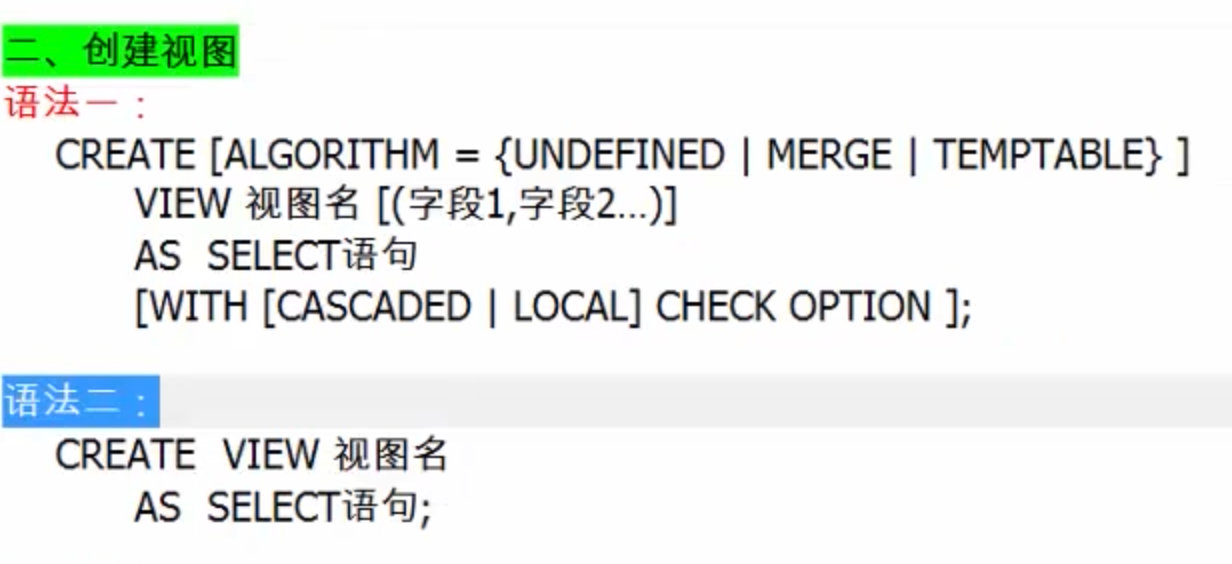 二、创建视图
语法一：
CREATE [ALGORITHM = {UNDEFINED | MERGE | TEMPTABLE} ]
VIEW 视图名 [(字段1,字段2...)]
AS SELECT语句
[WITH [CASCADED | LOCAL] CHECK OPTION ];
语法二：
CREATE VIEW 视图名
AS SELECT语句;